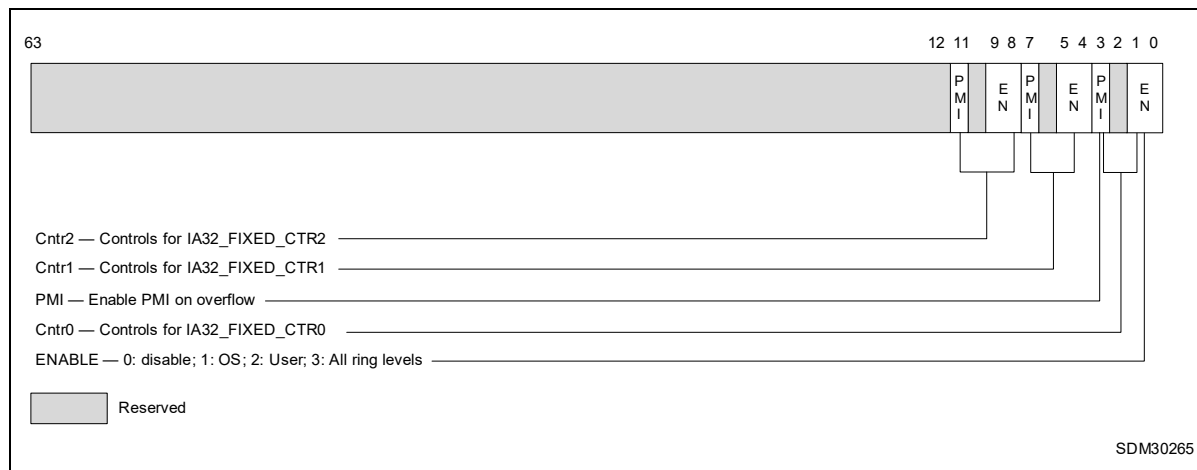 63 12 11 9 8 7 5 4 3 2 1 0
P M I E N P M I E N P M I E N
Cntr2 — Controls for IA32_FIXED_CTR2
Cntr1 — Controls for IA32_FIXED_CTR1
PMI — Enable PMI on overflow
Cntr0 — Controls for IA32_FIXED_CTR0
ENABLE — 0: disable; 1: OS; 2: User; 3: All ring levels
Reserved
SDM30265